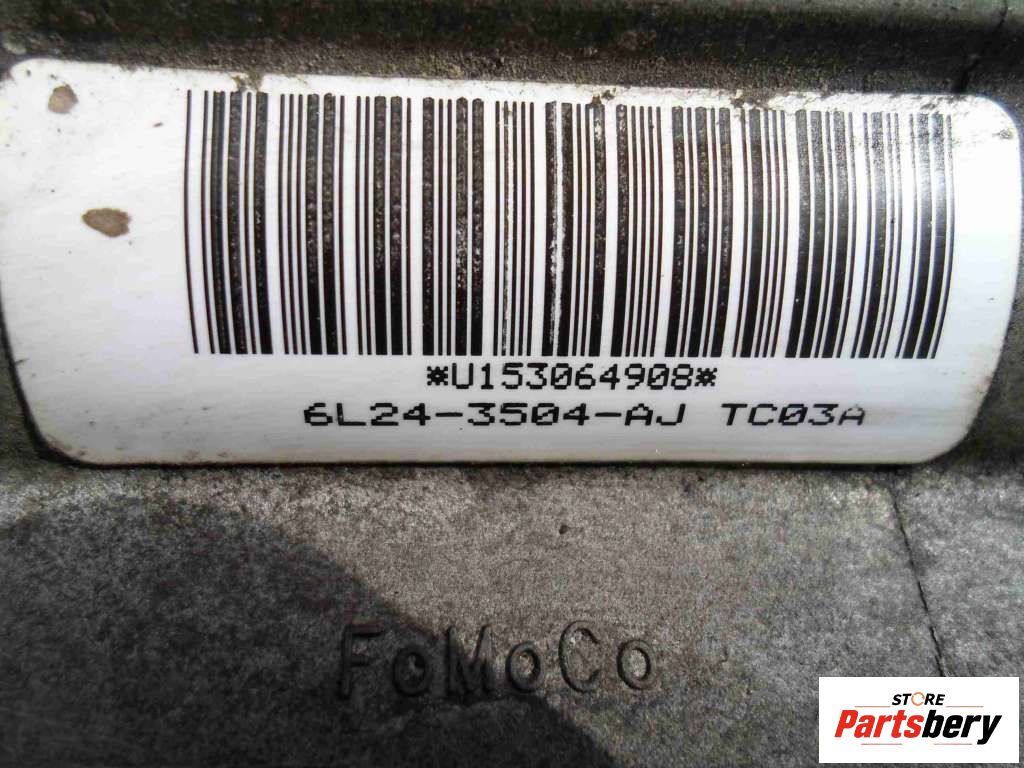 *U153064908*
6L24-3504-AJ TC03A
FoMoCo
STORE
Partsbery